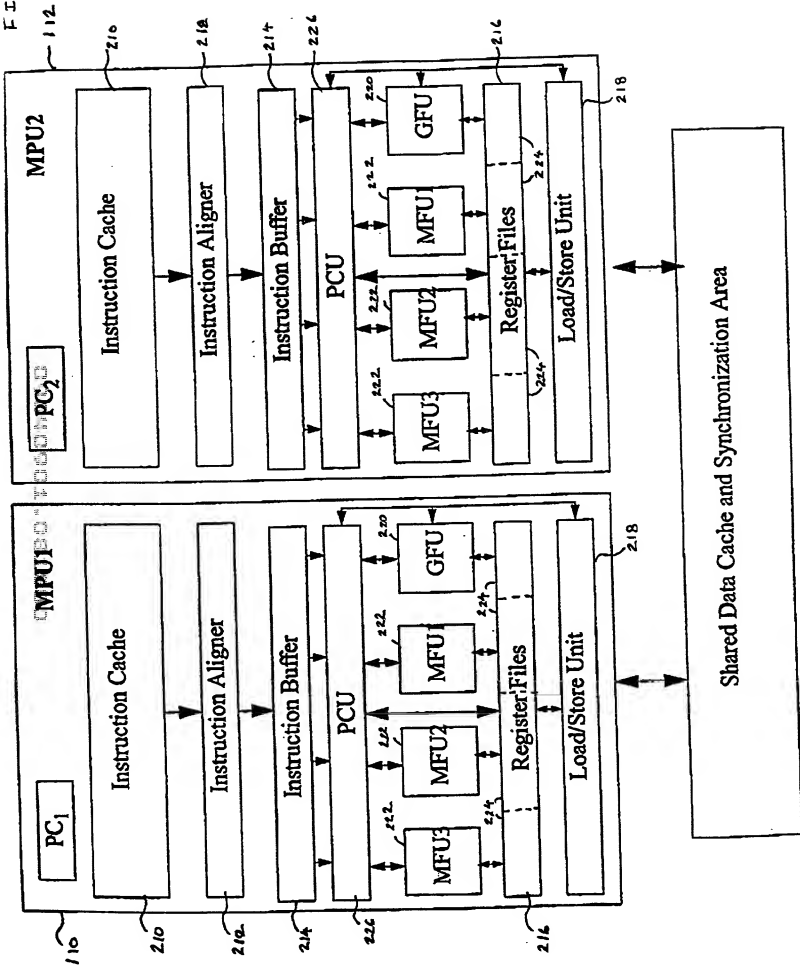 FI
MPU1
PC1
110
Instruction Cache
210
Instruction Aligner
212
Instruction Buffer
214
PCU
226
MFU3
222
MFU2
222
MFU1
222
GFU
220
Register Files
216
224
224
Load/Store Unit
218
MPU2
112
PC2
Instruction Cache
210
Instruction Aligner
212
Instruction Buffer
214
PCU
226
MFU3
222
MFU2
222
MFU1
222
GFU
220
Register Files
216
224
224
Load/Store Unit
218
Shared Data Cache and Synchronization Area